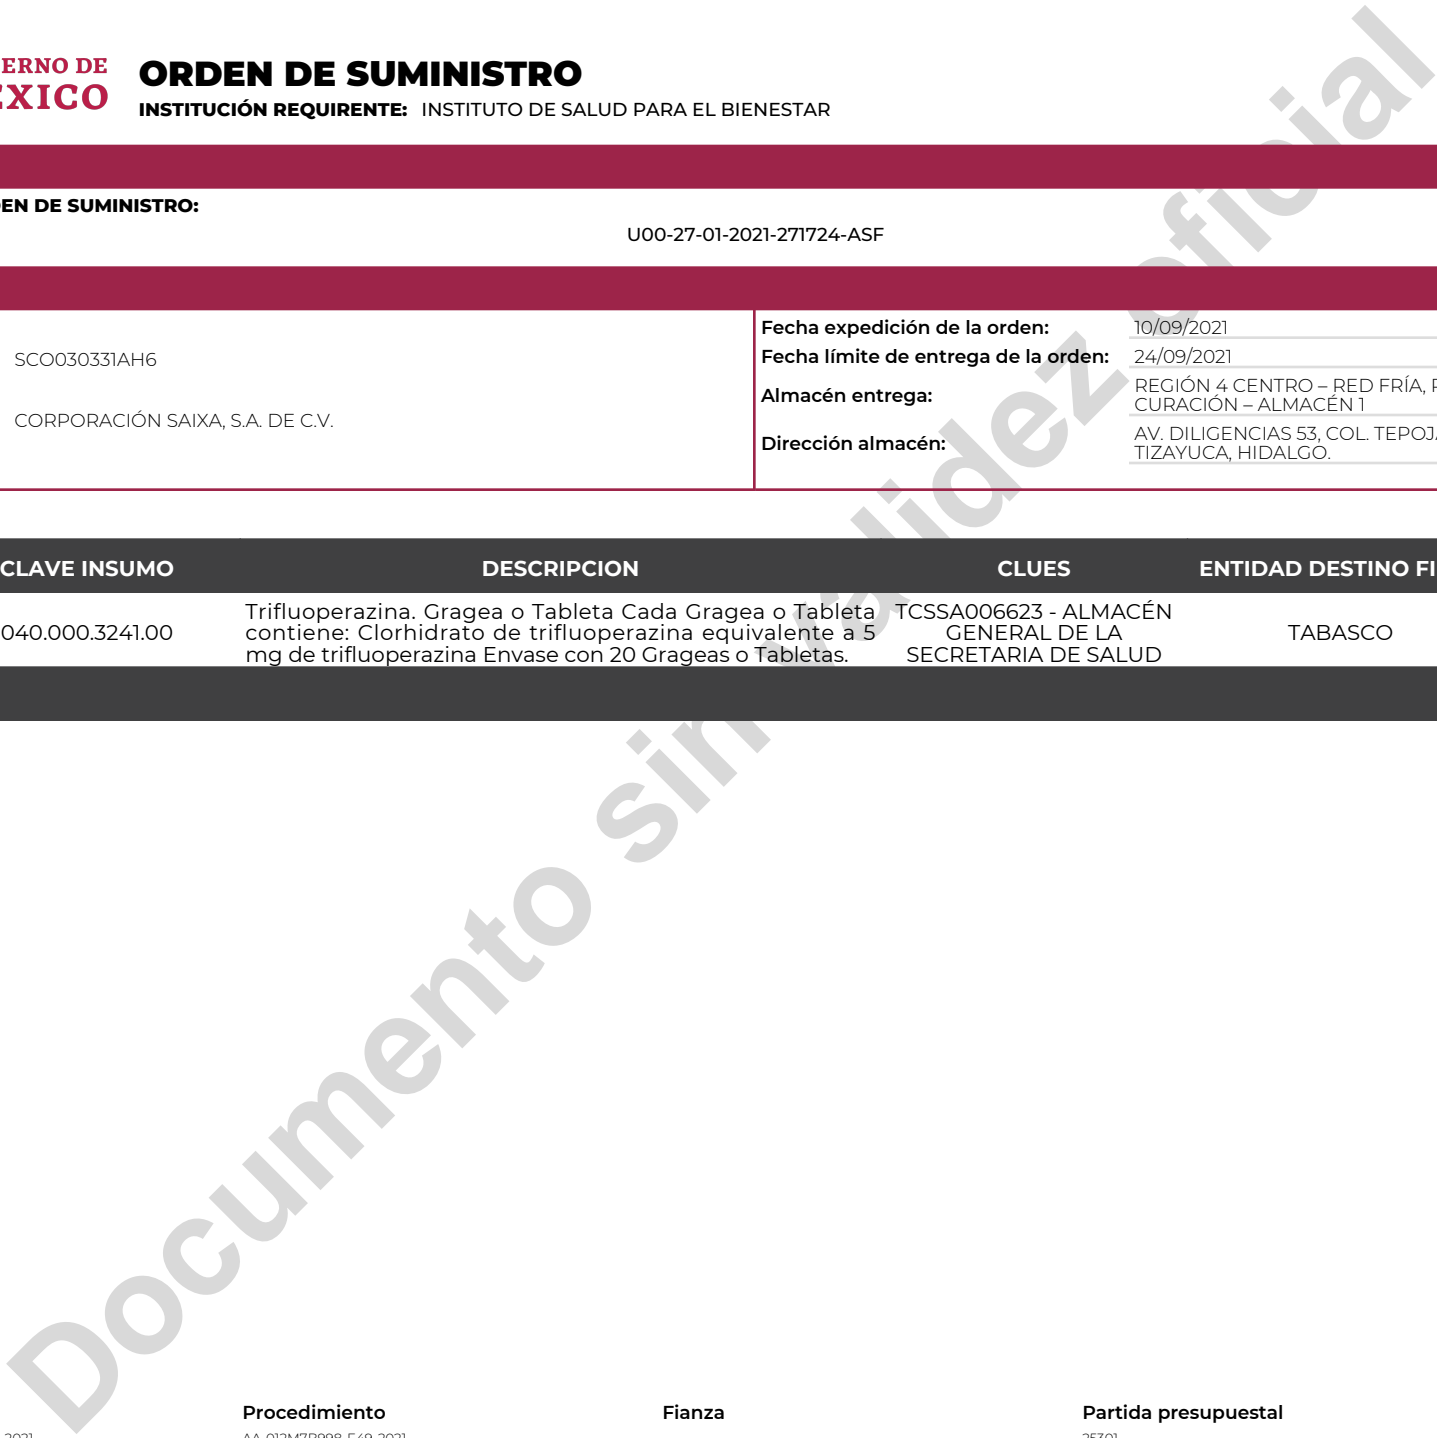 ERNO DE
ORDEN DE SUMINISTRO
INSTITUCIÓN REQUIRENTE: INSTITUTO DE SALUD PARA EL BIENESTAR
DE SUMINISTRO:
U00-27-01-2021-271724-ASF
SCO030331AH6
CORPORACIÓN SAIXA, S.A. DE C.V.
Fecha expedición de la orden: 10/09/2021
Fecha límite de entrega de la orden: 24/09/2021
Almacén entrega: REGIÓN 4 CENTRO – RED FRÍA,
CURACIÓN – ALMACÉN 1
Dirección almacén: AV. DILIGENCIAS 53, COL.
TIZAYUCA, HIDALGO.
CLAVE INSUMO DESCRIPCION CLUES ENTIDAD DESTINO
040.000.3241.00
Trifluoperazina. Gragea o Tableta Cada Gragea o Tableta
contiene: Clorhidrato de trifluoperazina equivalente a 5
mg de trifluoperazina Envase con 20 Grageas o Tabletas.
TCSSA006623 - ALMACÉN
GENERAL DE LA
SECRETARIA DE SALUD
TABASCO
Documento sin validez oficial
Procedimiento Fianza Partida presupuestal